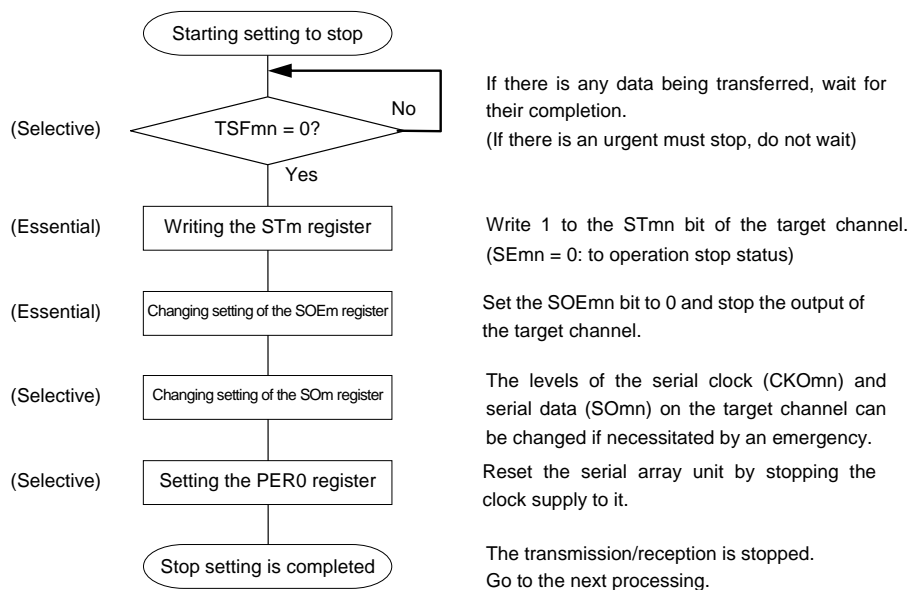 Starting setting to stop
If there is any data being transferred, wait for
their completion.
(If there is an urgent must stop, do not wait)
No
(Selective)
TSFmn = 0?
Yes
(Essential)
Writing the STm register
Write 1 to the STmn bit of the target channel.
(SEmn = 0: to operation stop status)
(Essential)
Changing setting of the SOEm register
Set the SOEmn bit to 0 and stop the output of
the target channel.
(Selective)
Changing setting of the SOm register
The levels of the serial clock (CKOmn) and
serial data (SOmn) on the target channel can
be changed if necessitated by an emergency.
(Selective)
Setting the PER0 register
Reset the serial array unit by stopping the
clock supply to it.
Stop setting is completed
The transmission/reception is stopped.
Go to the next processing.